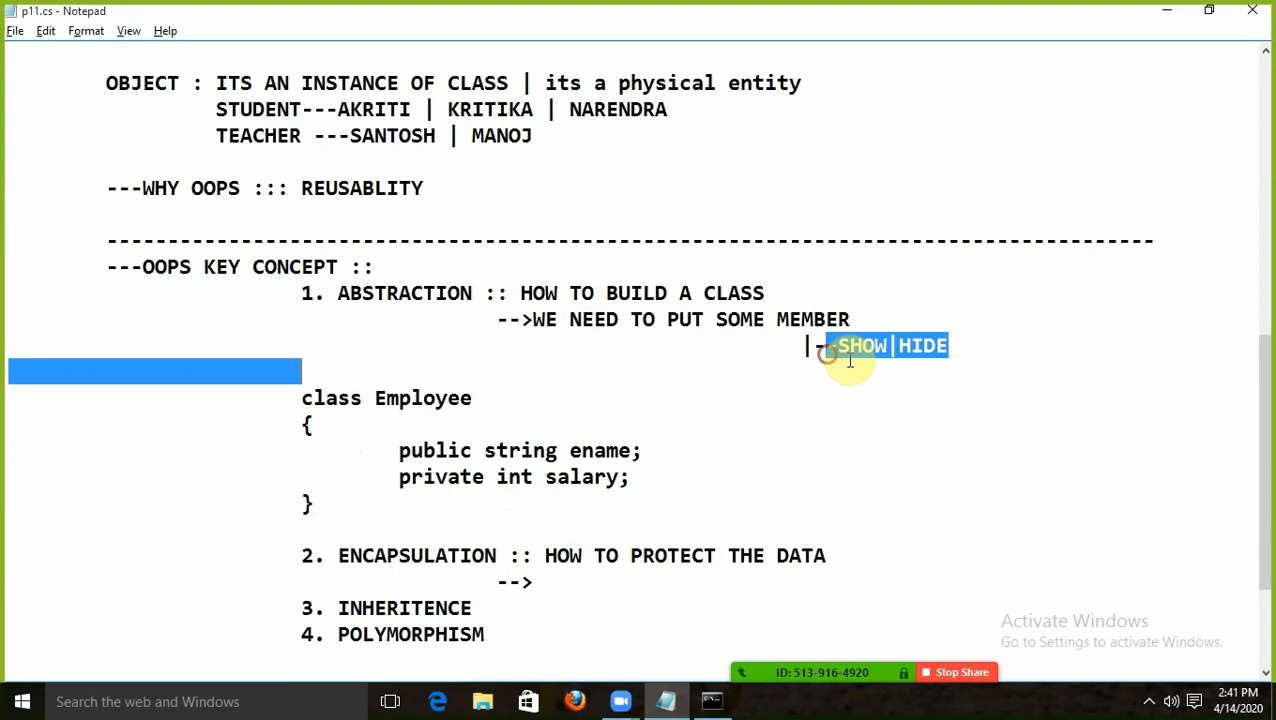 p11.cs - Notepad
File Edit Format View Help
OBJECT : ITS AN INSTANCE OF CLASS | its a physical entity
STUDENT---AKRITI | KRITIKA | NARENDRA
TEACHER ---SANTOSH | MANOJ
---WHY OOPS ::: REUSABLITY
--------------------------------------------------------------------------------------
---OOPS KEY CONCEPT ::
1. ABSTRACTION :: HOW TO BUILD A CLASS
-->WE NEED TO PUT SOME MEMBER
|--SHOW|HIDE
class Employee
{
public string ename;
private int salary;
}
2. ENCAPSULATION :: HOW TO PROTECT THE DATA
-->
3. INHERITENCE
4. POLYMORPHISM
Activate Windows
Go to Settings to activate Windows.
ID: 513-916-4920 Stop Share
Search the web and Windows
2:41 PM
4/14/2020